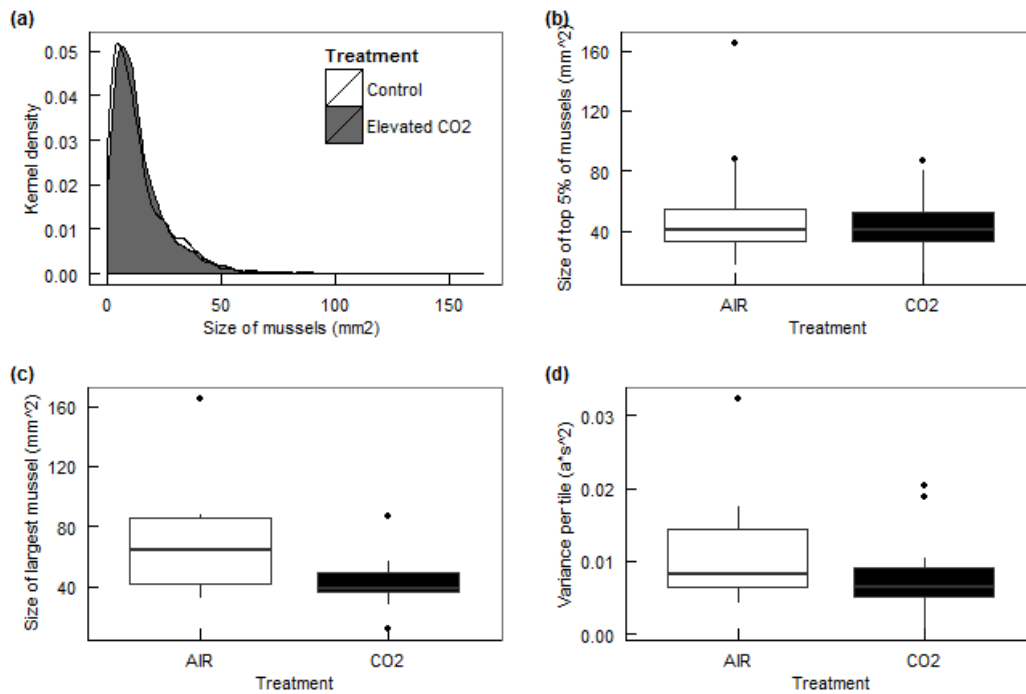 (a)
Kernel density
0.05
0.04
0.03
0.02
0.01
0.00
0
50
100
150
Size of mussels (mm2)
Treatment
Control
Elevated CO2
(b)
Size of top 5% of mussels (mm^2)
160
120
80
40
AIR
CO2
Treatment
(c)
Size of largest mussel (mm^2)
160
120
80
40
AIR
CO2
Treatment
(d)
Variance per tile (a*s^2)
0.03
0.02
0.01
0.00
AIR
CO2
Treatment